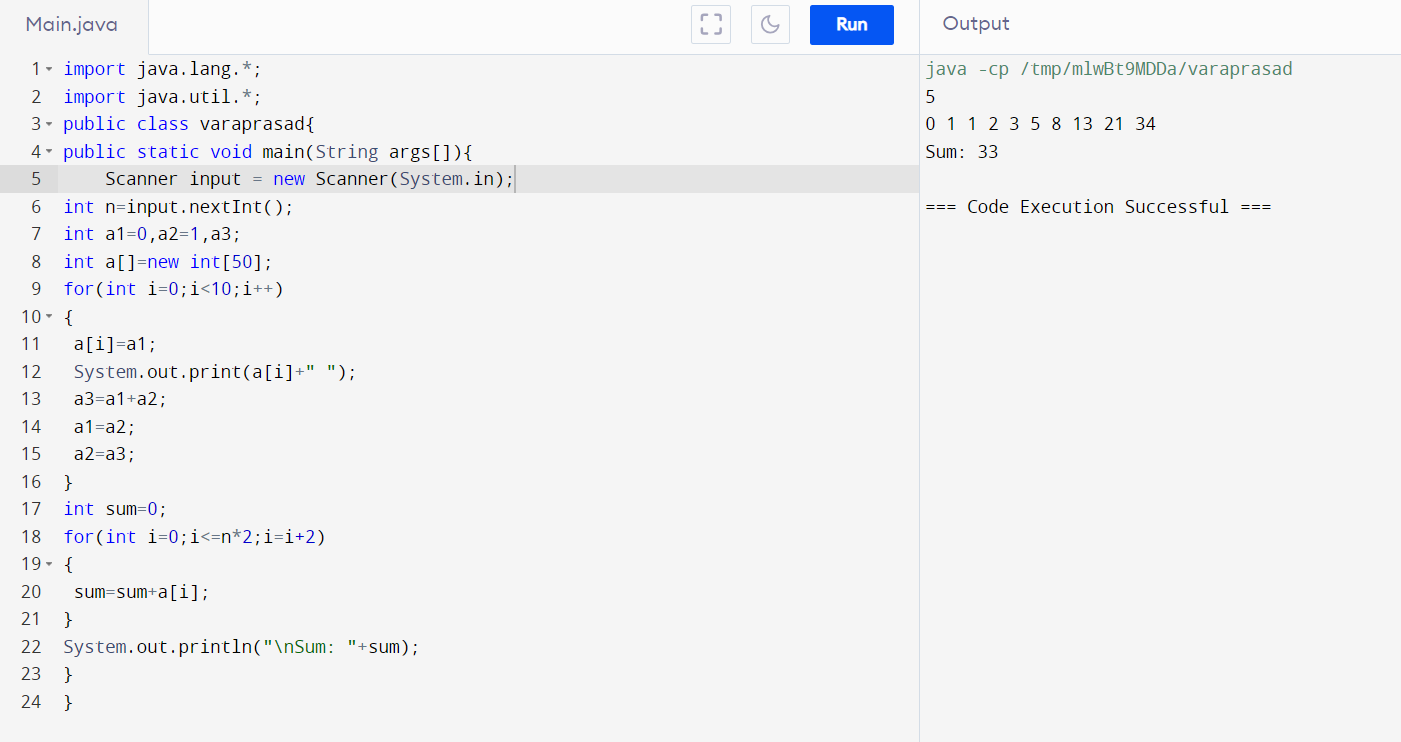 Main.java
Run
Output
1 import java.lang.*;
2 import java.util.*;
3 public class varaprasad{
4 public static void main(String args[]){
5     Scanner input = new Scanner(System.in);
6 int n=input.nextInt();
7 int a1=0,a2=1,a3;
8 int a[]=new int[50];
9 for(int i=0;i<10;i++)
10 {
11  a[i]=a1;
12  System.out.print(a[i]+" ");
13  a3=a1+a2;
14  a1=a2;
15  a2=a3;
16 }
17 int sum=0;
18 for(int i=0;i<=n*2;i=i+2)
19 {
20  sum=sum+a[i];
21 }
22 System.out.println("\nSum: "+sum);
23 }
24 }
java -cp /tmp/mlwBt9MDDa/varaprasad
5
0 1 1 2 3 5 8 13 21 34
Sum: 33
=== Code Execution Successful ===